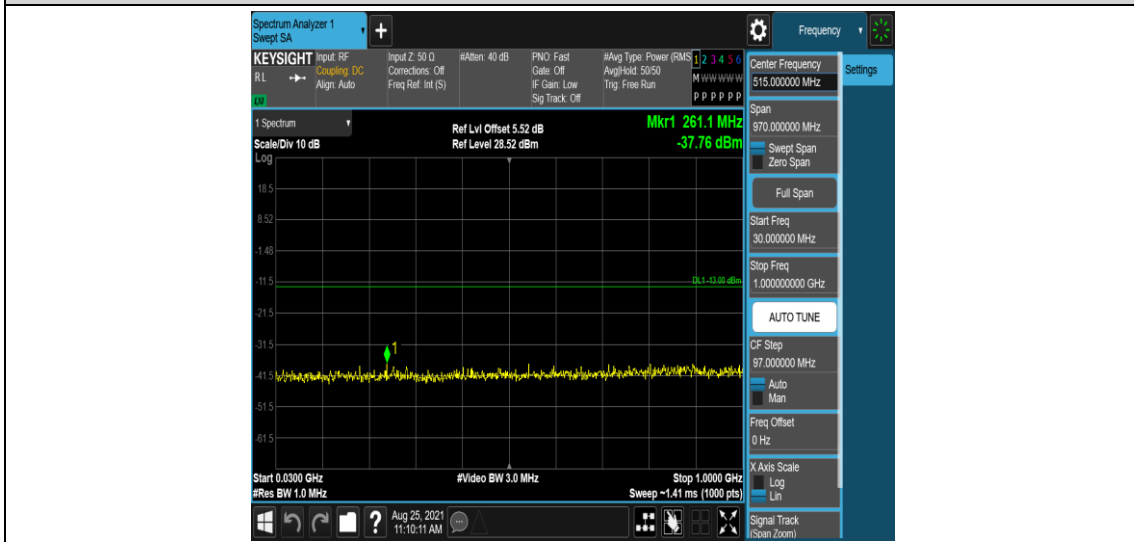 Spectrum Analyzer 1
Swept SA
+
Frequency
KEYSIGHT
RL
LXI
Input: RF
Coupling: DC
Align: Auto
Input Z: 50 Ω
Corrections: Off
Freq Ref: Int (S)
#Atten: 40 dB
PNO: Fast
Gate: Off
IF Gain: Low
Sig Track: Off
#Avg Type: Power (RMS
Avg|Hold: 50/50
Trig: Free Run
1 2 3 4 5 6
M W W W W W
P P P P P P
Center Frequency
515.000000 MHz
Settings
1 Spectrum
Scale/Div 10 dB
Log
Ref Lvl Offset 5.52 dB
Ref Level 28.52 dBm
Mkr1 261.1 MHz
-37.76 dBm
18.5
8.52
-1.48
-11.5
-21.5
-31.5
-41.5
-51.5
-61.5
DL1 -13.00 dBm
1
Start 0.0300 GHz
#Res BW 1.0 MHz
#Video BW 3.0 MHz
Stop 1.0000 GHz
Sweep ~1.41 ms (1000 pts)
Span
970.000000 MHz
Swept Span
Zero Span
Full Span
Start Freq
30.000000 MHz
Stop Freq
1.000000000 GHz
AUTO TUNE
CF Step
97.000000 MHz
Auto
Man
Freq Offset
0 Hz
X Axis Scale
Log
Lin
Signal Track
(Span Zoom)
?
Aug 25, 2021
11:10:11 AM